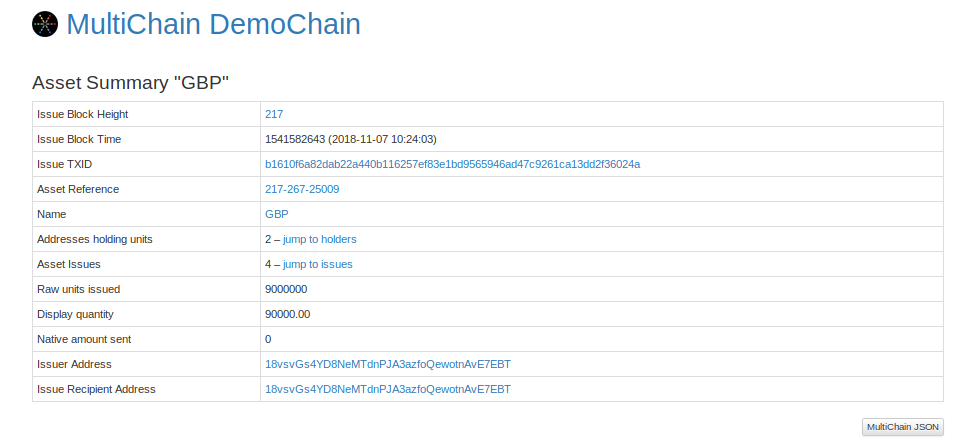 MultiChain DemoChain
Asset Summary "GBP"
Issue Block Height 217
Issue Block Time 1541582643 (2018-11-07 10:24:03)
Issue TXID b1610f6a82dab22a440b116257ef83e1bd9565946ad47c9261ca13dd2f36024a
Asset Reference 217-267-25009
Name GBP
Addresses holding units 2 – jump to holders
Asset Issues 4 – jump to issues
Raw units issued 9000000
Display quantity 90000.00
Native amount sent 0
Issuer Address 18vsvGs4YD8NeMTdnPJA3azfoQewotnAvE7EBT
Issue Recipient Address 18vsvGs4YD8NeMTdnPJA3azfoQewotnAvE7EBT
MultiChain JSON